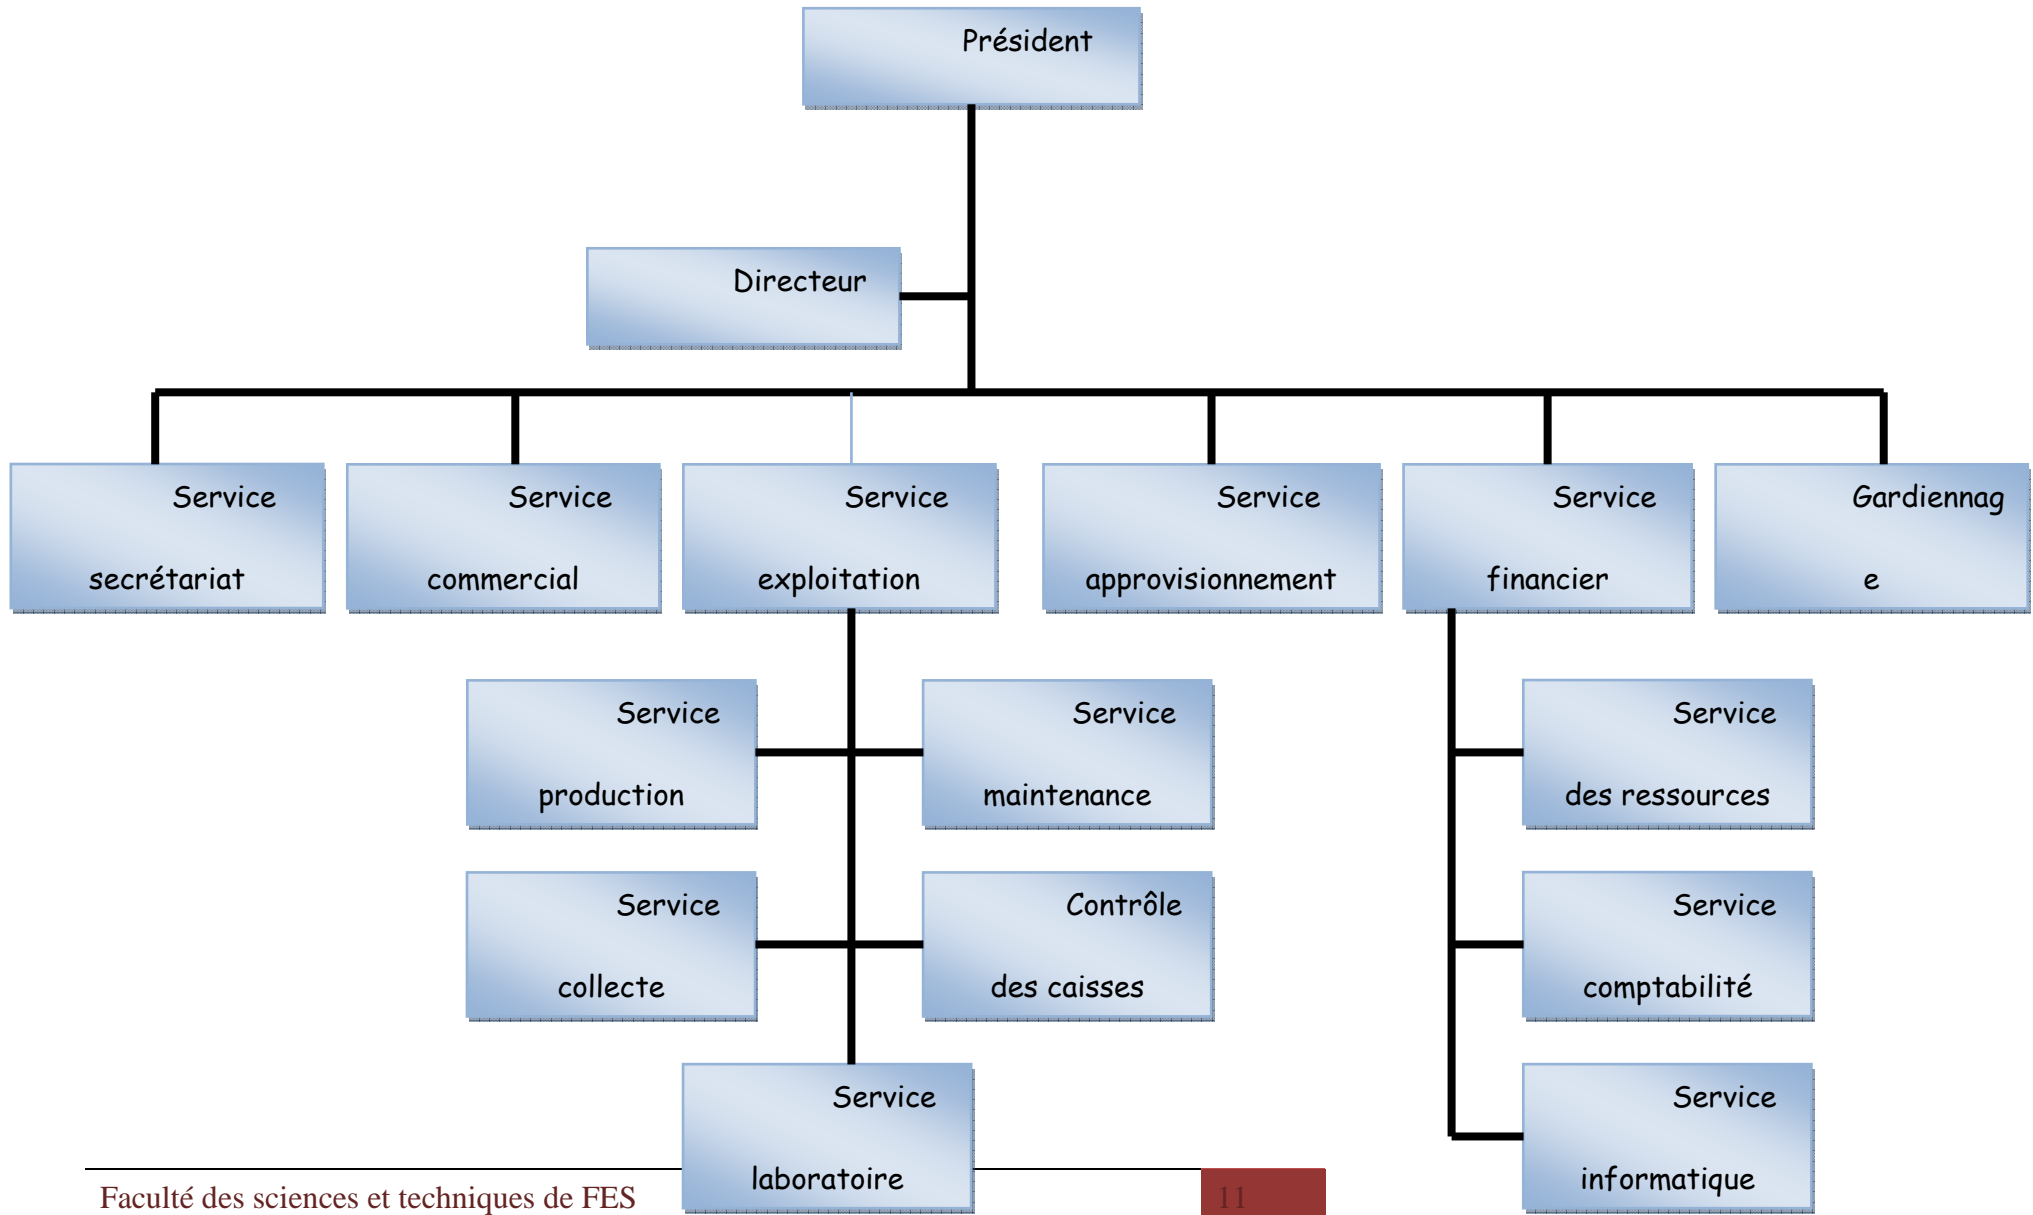 Président
Directeur
Service
secrétariat
Service
commercial
Service
exploitation
Service
approvisionnement
Service
financier
Gardiennag
e
Service
production
Service
maintenance
Service
des ressources
Service
collecte
Contrôle
des caisses
Service
comptabilité
Service
laboratoire
Service
informatique
Faculté des sciences et techniques de FES
11